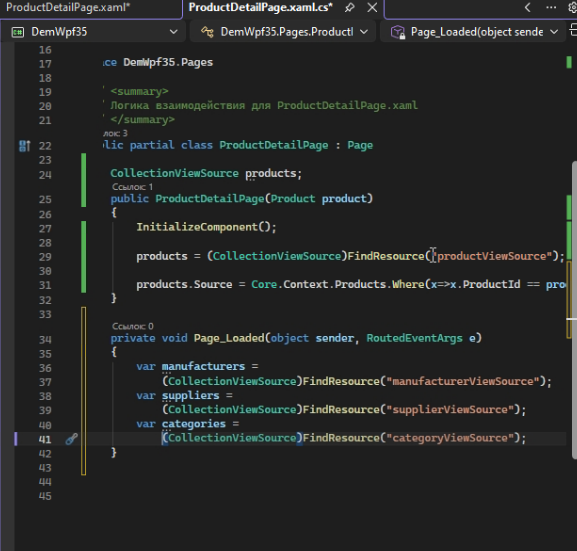 ProductDetailPage.xaml*
ProductDetailPage.xaml.cs*
DemWpf35
DemWpf35.Pages.ProductI
Page_Loaded(object sende
16
17 ce DemWpf35.Pages
18
19 <summary>
20 Логика взаимодействия для ProductDetailPage.xaml
21 </summary>
лок: 3
22 lic partial class ProductDetailPage : Page
23
24 CollectionViewSource products;
Ссылок: 1
25 public ProductDetailPage(Product product)
26 {
27 InitializeComponent();
28
29 products = (CollectionViewSource)FindResource("productViewSource");
30
31 products.Source = Core.Context.Products.Where(x=>x.ProductId == pro
32 }
33
Ссылок: 0
34 private void Page_Loaded(object sender, RoutedEventArgs e)
35 {
36 var manufacturers =
37 (CollectionViewSource)FindResource("manufacturerViewSource");
38 var suppliers =
39 (CollectionViewSource)FindResource("supplierViewSource");
40 var categories =
41 (CollectionViewSource)FindResource("categoryViewSource");
42 }
43
44
45